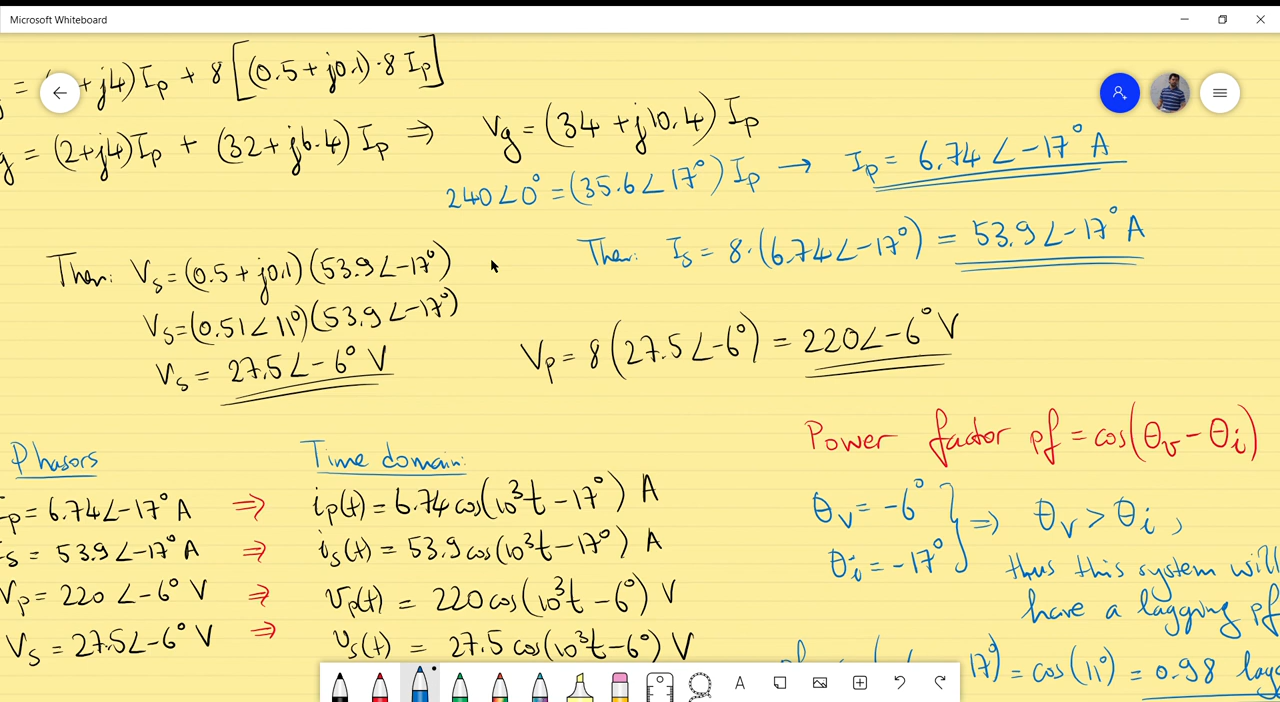 Microsoft Whiteboard
= ( + j4) Ip + 8 [(0.5 + j0.1) · 8 Ip]
g = (2+j4) Ip + (32 + j6.4) Ip ⇒ Vg = (34 + j10.4) Ip
240∠0° = (35.6∠17°) Ip → Ip = 6.74∠-17° A
Then: Is = 8·(6.74∠-17°) = 53.9∠-17° A
Then: Vs = (0.5 + j0.1)(53.9∠-17°)
Vs = (0.51∠11°)(53.9∠-17°)
Vs = 27.5∠-6° V
Vp = 8(27.5∠-6°) = 220∠-6° V
Phasors
Ip = 6.74∠-17° A ⇒
s = 53.9∠-17° A ⇒
Vp = 220∠-6° V ⇒
Vs = 27.5∠-6° V ⇒
Time domain:
ip(t) = 6.74 cos(10³t - 17°) A
is(t) = 53.9 cos(10³t - 17°) A
vp(t) = 220 cos(10³t - 6°) V
vs(t) = 27.5 cos(10³t - 6°) V
Power factor pf = cos(θv - θi)
θv = -6°
θi = -17° } ⇒ θv > θi,
thus this system will
have a lagging pf
17°) = cos(11°) = 0.98 lagg
A